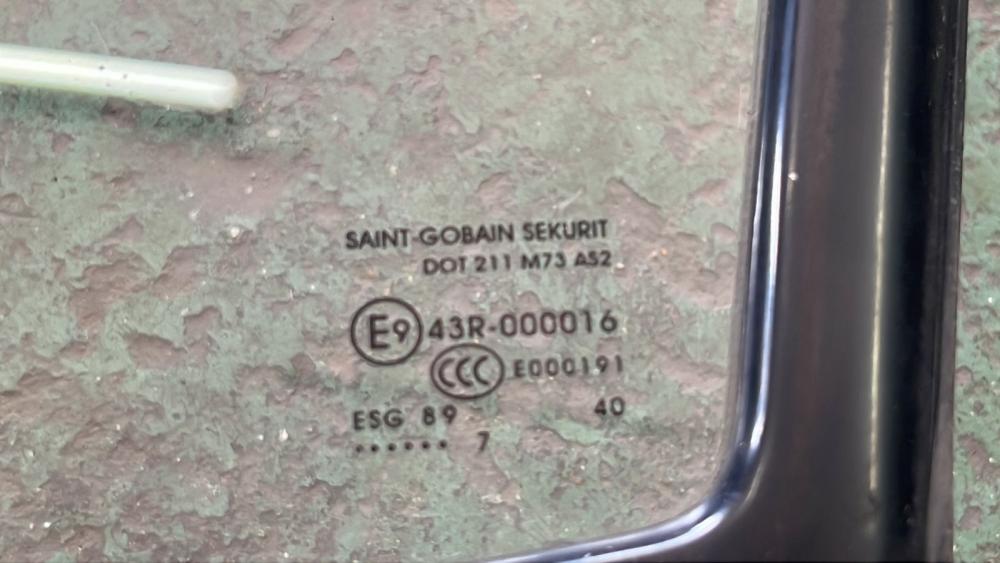 SAINT-GOBAIN SEKURIT
DOT 211 M73 AS2
E9 43R-000016
CCC E000191
ESG 89 40
...... 7